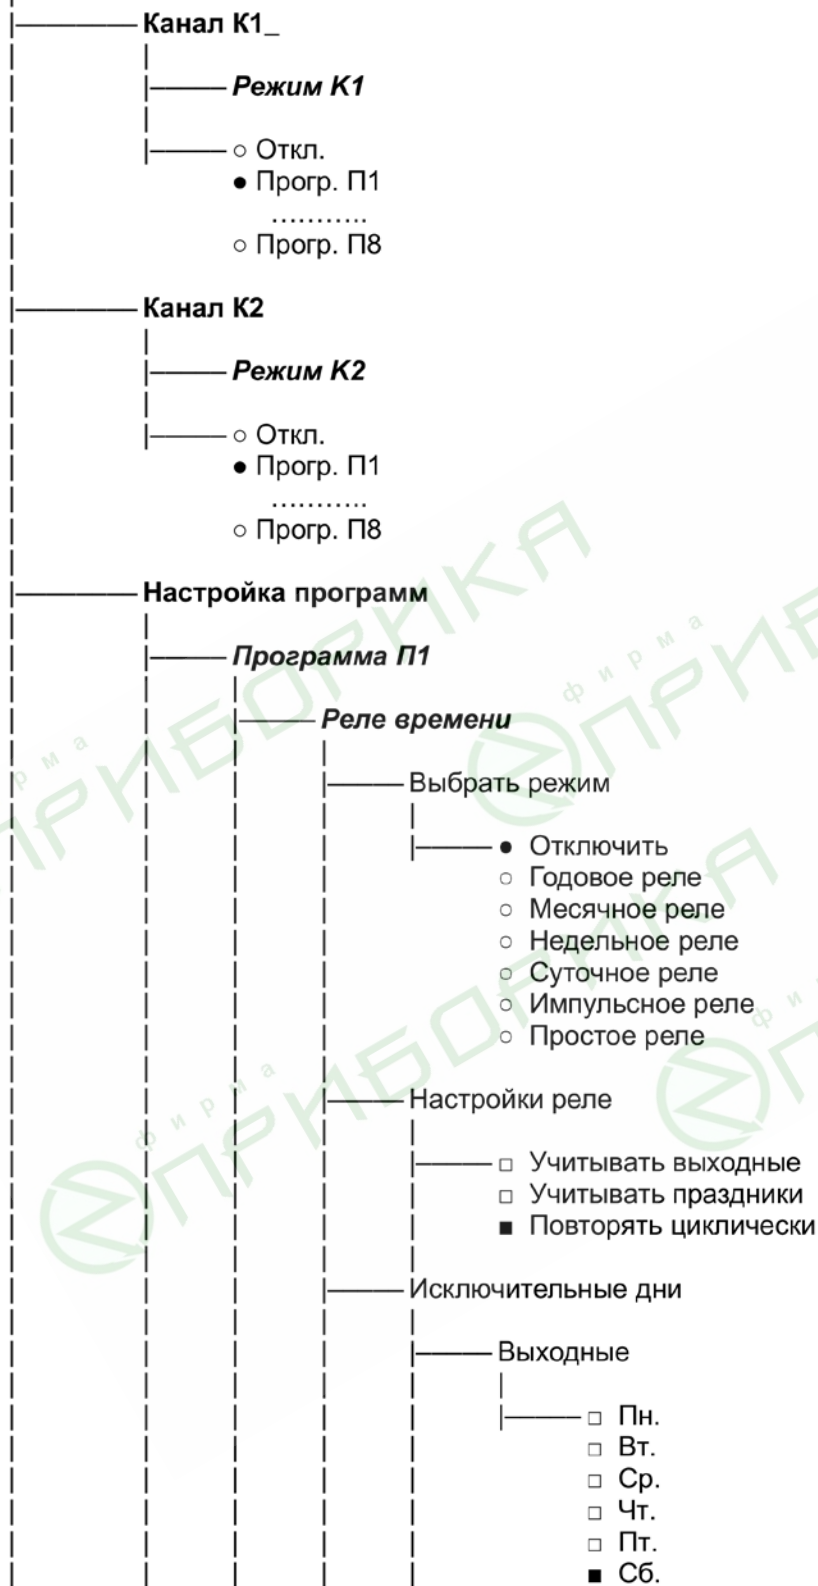 Канал К1_
Режим К1
○ Откл.
● Прогр. П1
...........
○ Прогр. П8
Канал К2
Режим К2
○ Откл.
● Прогр. П1
...........
○ Прогр. П8
Настройка программ
Программа П1
Реле времени
Выбрать режим
● Отключить
○ Годовое реле
○ Месячное реле
○ Недельное реле
○ Суточное реле
○ Импульсное реле
○ Простое реле
Настройки реле
□ Учитывать выходные
□ Учитывать праздники
■ Повторять циклически
Исключительные дни
Выходные
□ Пн.
□ Вт.
□ Ср.
□ Чт.
□ Пт.
■ Сб.
фирма
ПРИБОРИКА